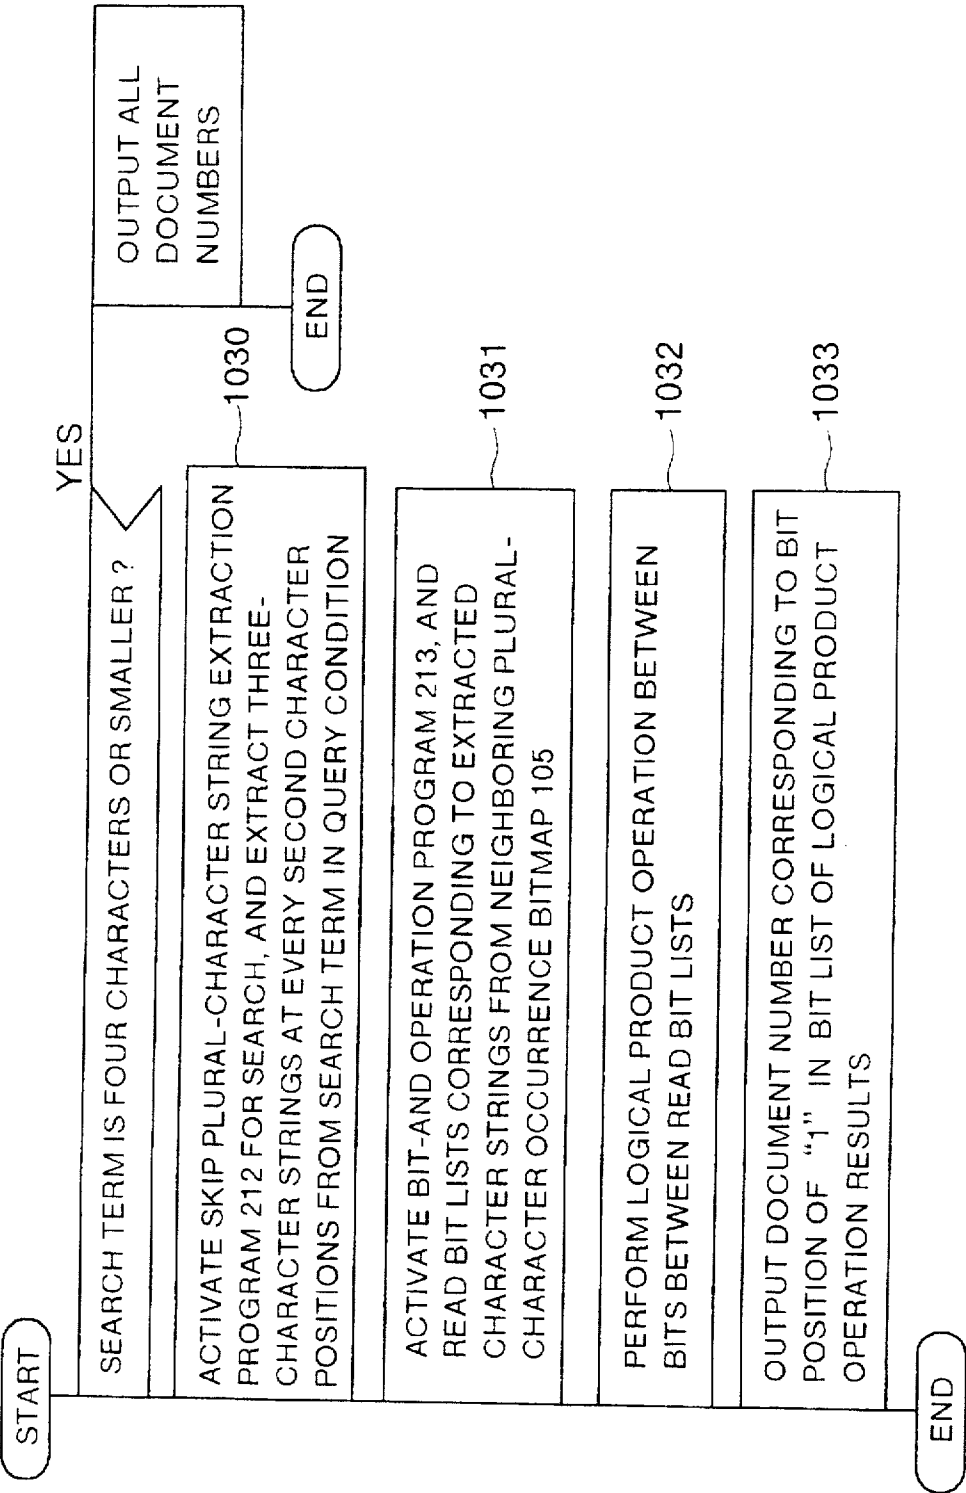 START
SEARCH TERM IS FOUR CHARACTERS OR SMALLER?
YES
OUTPUT ALL
DOCUMENT
NUMBERS
END
ACTIVATE SKIP PLURAL-CHARACTER STRING EXTRACTION
PROGRAM 212 FOR SEARCH, AND EXTRACT THREE-
CHARACTER STRINGS AT EVERY SECOND CHARACTER
POSITIONS FROM SEARCH TERM IN QUERY CONDITION
1030
ACTIVATE BIT-AND OPERATION PROGRAM 213, AND
READ BIT LISTS CORRESPONDING TO EXTRACTED
CHARACTER STRINGS FROM NEIGHBORING PLURAL-
CHARACTER OCCURRENCE BITMAP 105
1031
PERFORM LOGICAL PRODUCT OPERATION BETWEEN
BITS BETWEEN READ BIT LISTS
1032
OUTPUT DOCUMENT NUMBER CORRESPONDING TO BIT
POSITION OF "1" IN BIT LIST OF LOGICAL PRODUCT
OPERATION RESULTS
1033
END